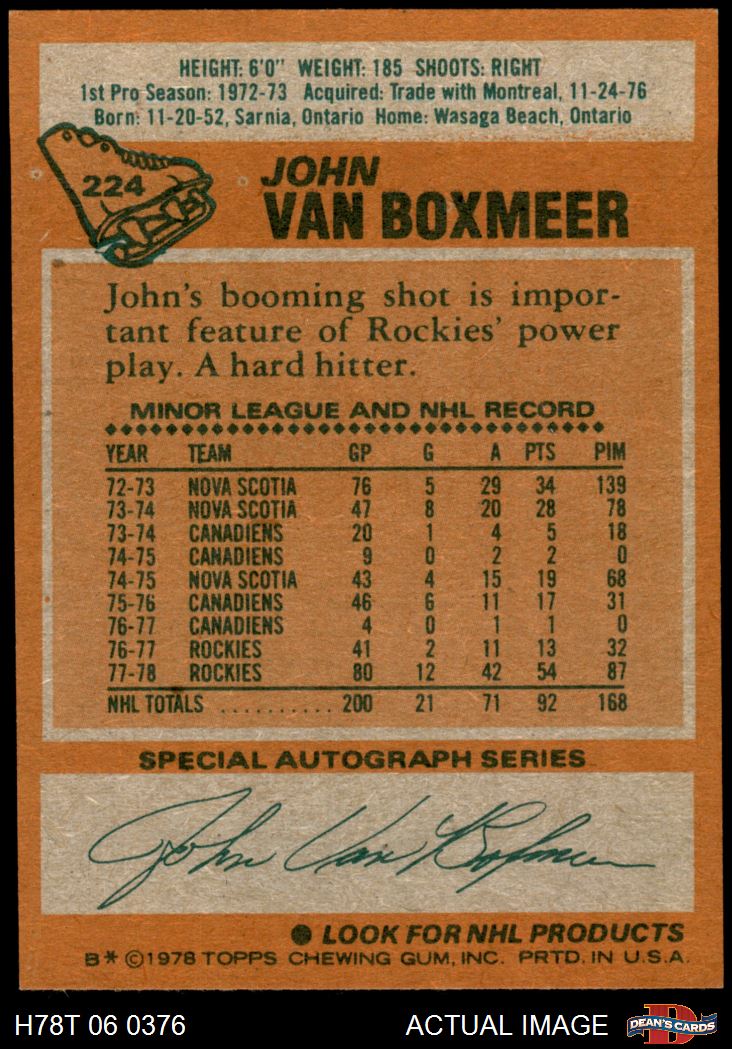 HEIGHT: 6'0" WEIGHT: 185 SHOOTS: RIGHT
1st Pro Season: 1972-73 Acquired: Trade with Montreal, 11-24-76
Born: 11-20-52, Sarnia, Ontario Home: Wasaga Beach, Ontario
224
JOHN
VAN BOXMEER
John's booming shot is impor-
tant feature of Rockies' power
play. A hard hitter.
MINOR LEAGUE AND NHL RECORD
YEAR TEAM GP G A PTS PIM
72-73 NOVA SCOTIA 76 5 29 34 139
73-74 NOVA SCOTIA 47 8 20 28 78
73-74 CANADIENS 20 1 4 5 18
74-75 CANADIENS 9 0 2 2 0
74-75 NOVA SCOTIA 43 4 15 19 68
75-76 CANADIENS 46 6 11 17 31
76-77 CANADIENS 4 0 1 1 0
76-77 ROCKIES 41 2 11 13 32
77-78 ROCKIES 80 12 42 54 87
NHL TOTALS .......... 200 21 71 92 168
SPECIAL AUTOGRAPH SERIES
John Van Boxmeer
● LOOK FOR NHL PRODUCTS
B* ©1978 TOPPS CHEWING GUM, INC. PRTD. IN U.S.A.
H78T 06 0376 ACTUAL IMAGE DEAN'S CARDS